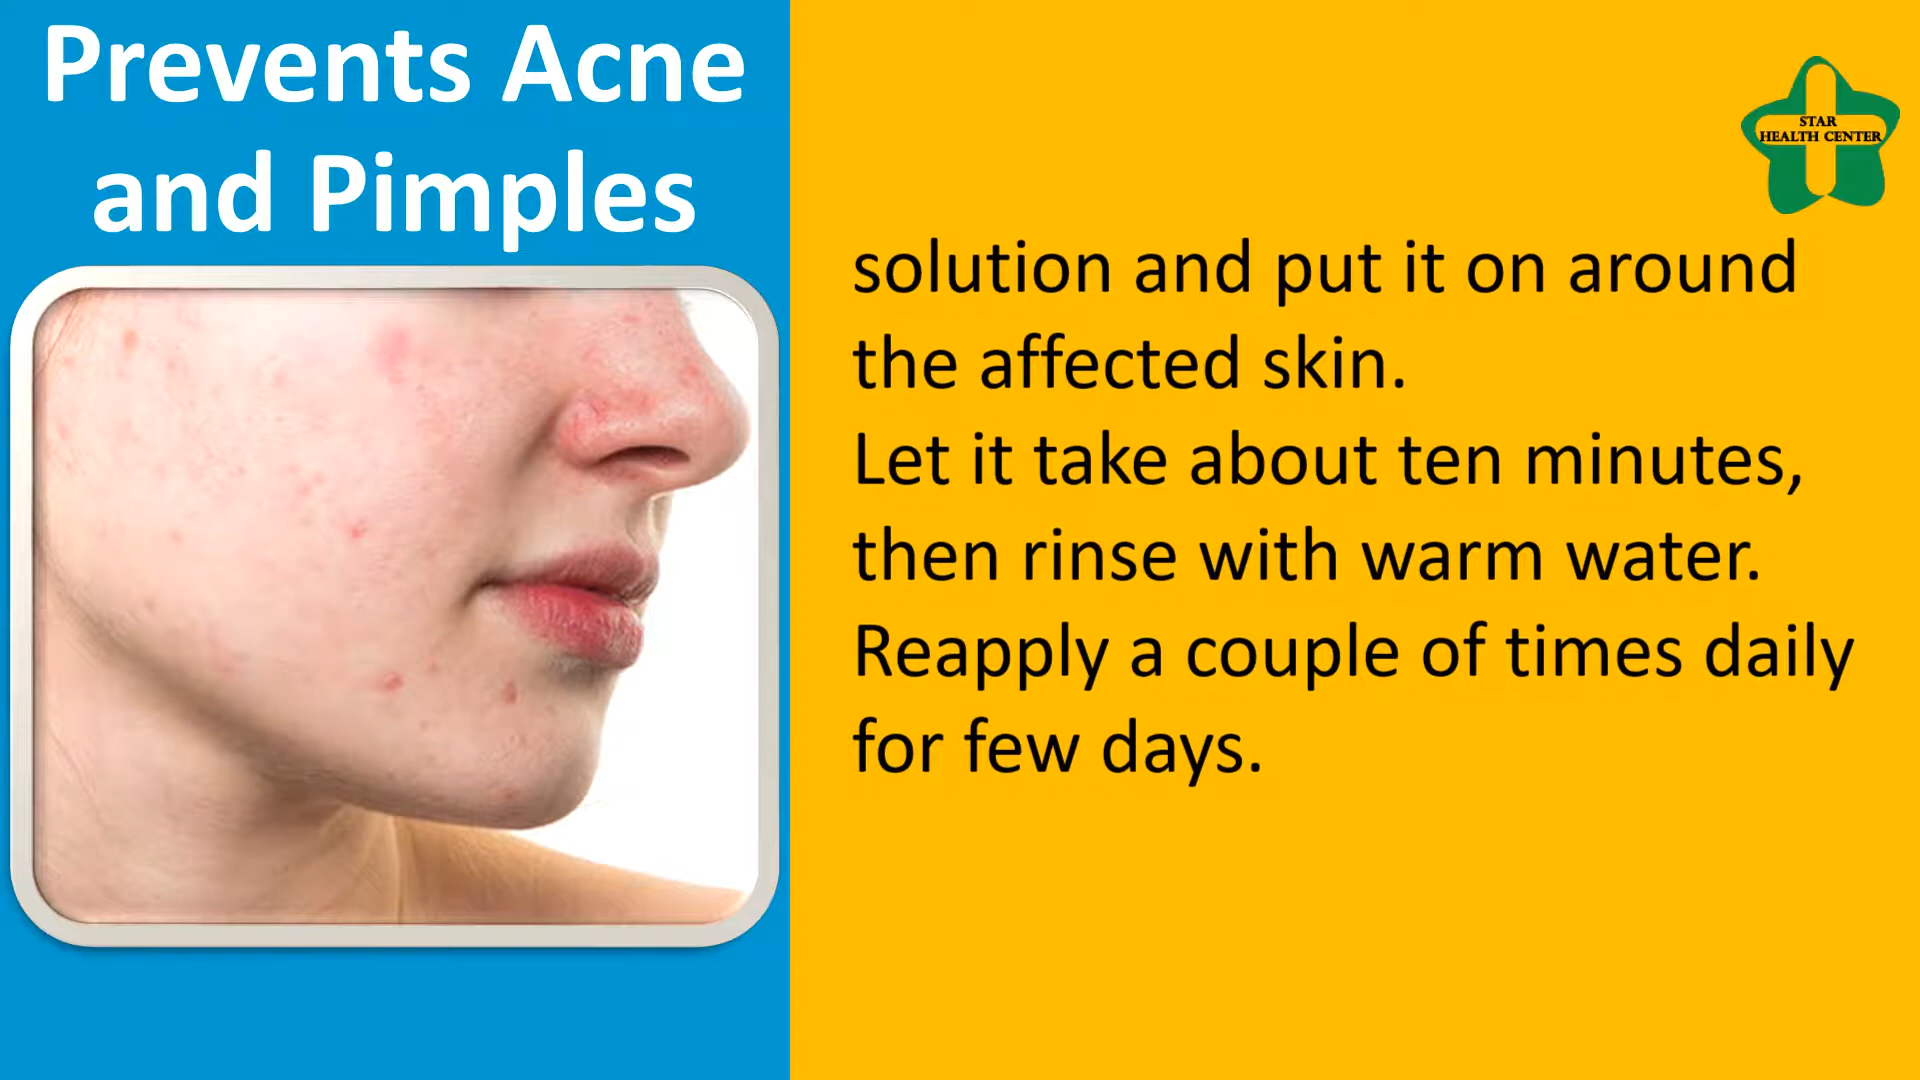 Prevents Acne
and Pimples
STAR
HEALTH CENTER
solution and put it on around
the affected skin.
Let it take about ten minutes,
then rinse with warm water.
Reapply a couple of times daily
for few days.